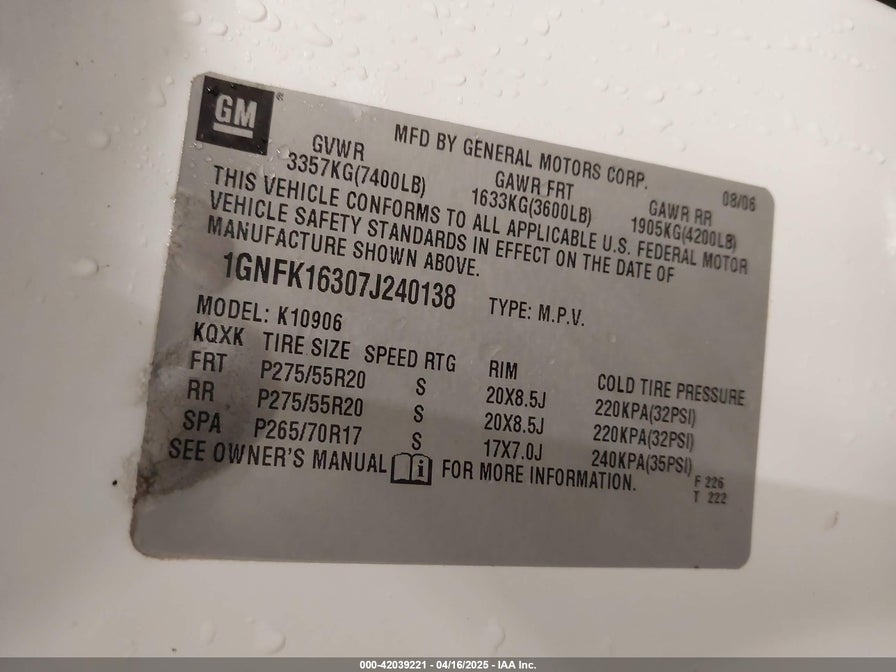 GM®
MFD BY GENERAL MOTORS CORP. 08/06
GVWR GAWR FRT GAWR RR
3357KG(7400LB) 1633KG(3600LB) 1905KG(4200LB)
THIS VEHICLE CONFORMS TO ALL APPLICABLE U.S. FEDERAL MOTOR
VEHICLE SAFETY STANDARDS IN EFFECT ON THE DATE OF
MANUFACTURE SHOWN ABOVE.
1GNFK16307J240138 TYPE: M.P.V.
MODEL: K10906
KQXK TIRE SIZE SPEED RTG RIM COLD TIRE PRESSURE
FRT P275/55R20 S 20X8.5J 220KPA(32PSI)
RR P275/55R20 S 20X8.5J 220KPA(32PSI)
SPA P265/70R17 S 17X7.0J 240KPA(35PSI)
SEE OWNER'S MANUAL i FOR MORE INFORMATION.
F 226
T 222
000-42039221 - 04/16/2025 - IAA Inc.